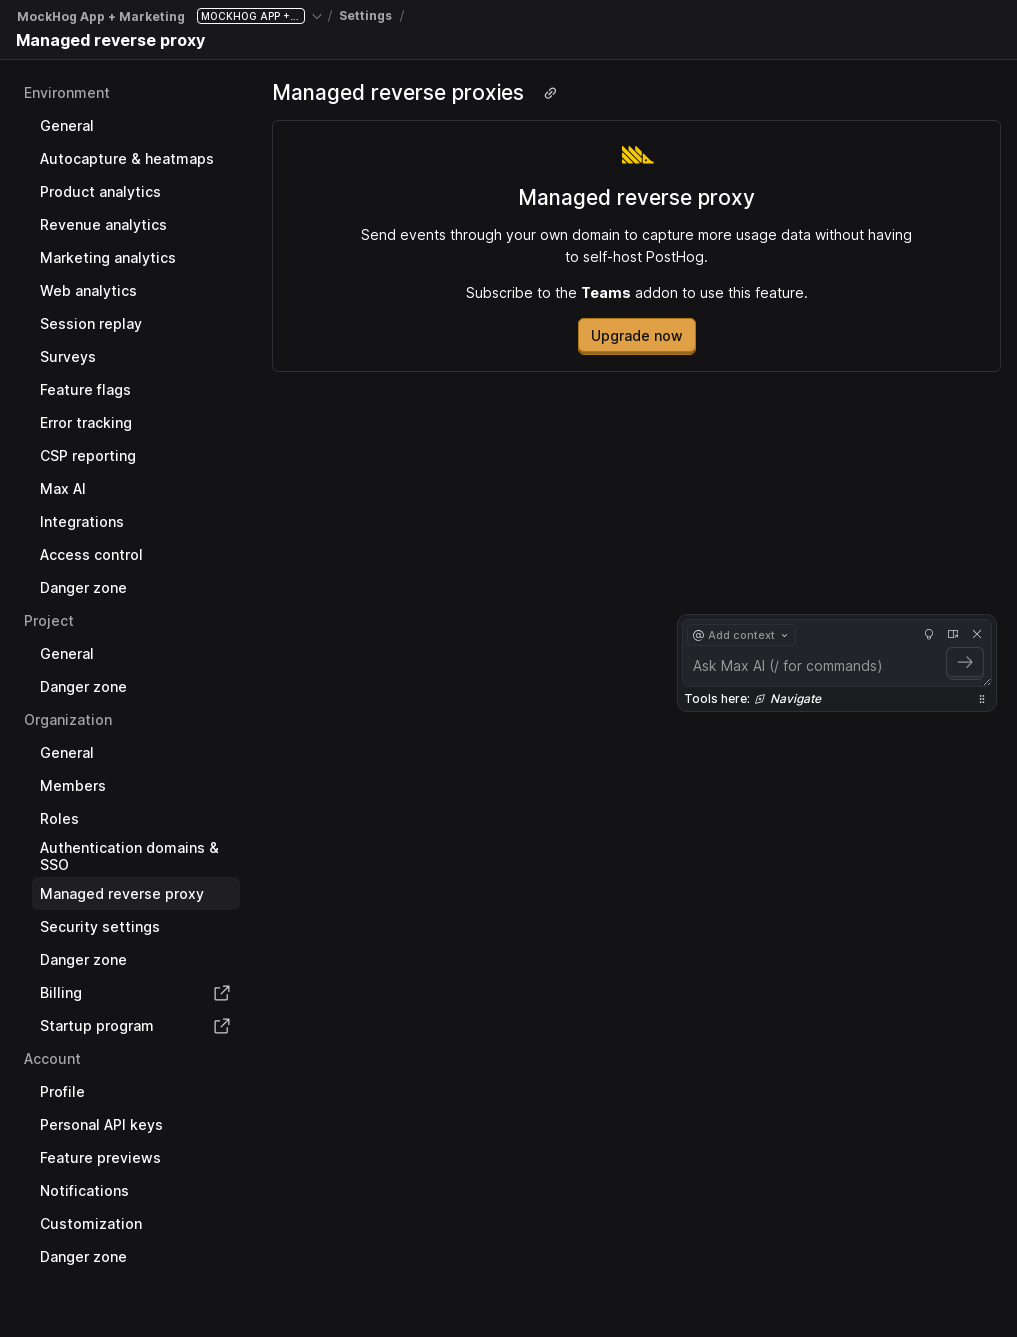 MockHog App + Marketing MOCKHOG APP +... / Settings /
Managed reverse proxy
Environment
General
Autocapture & heatmaps
Product analytics
Revenue analytics
Marketing analytics
Web analytics
Session replay
Surveys
Feature flags
Error tracking
CSP reporting
Max AI
Integrations
Access control
Danger zone
Project
General
Danger zone
Organization
General
Members
Roles
Authentication domains &
SSO
Managed reverse proxy
Security settings
Danger zone
Billing
Startup program
Account
Profile
Personal API keys
Feature previews
Notifications
Customization
Danger zone
Managed reverse proxies
Managed reverse proxy
Send events through your own domain to capture more usage data without having
to self-host PostHog.
Subscribe to the Teams addon to use this feature.
Upgrade now
@ Add context
Ask Max AI (/ for commands)
Tools here: Navigate